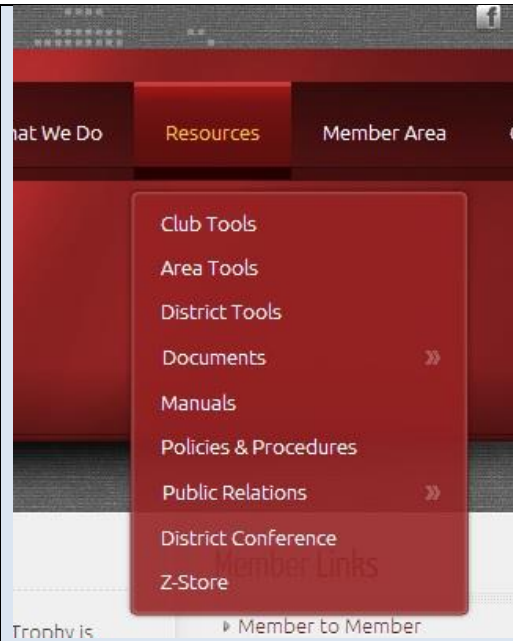 f
hat We Do Resources Member Area
Club Tools
Area Tools
District Tools
Documents »
Manuals
Policies & Procedures
Public Relations »
District Conference
Member Links
Z-Store
Member to Member
Trophy is